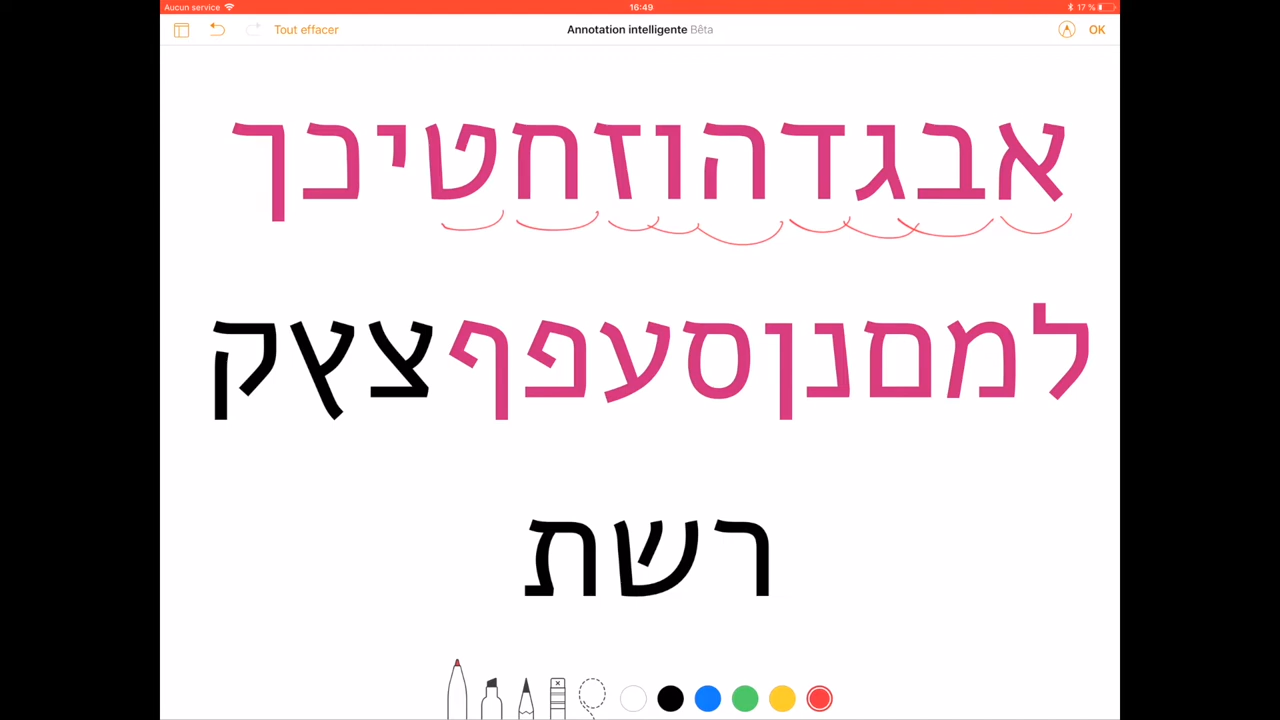 Aucun service 16:49 17 %
Tout effacer Annotation intelligente Bêta OK
אבגדהוזחטיכך
למםנןסעפףצץק
רשת